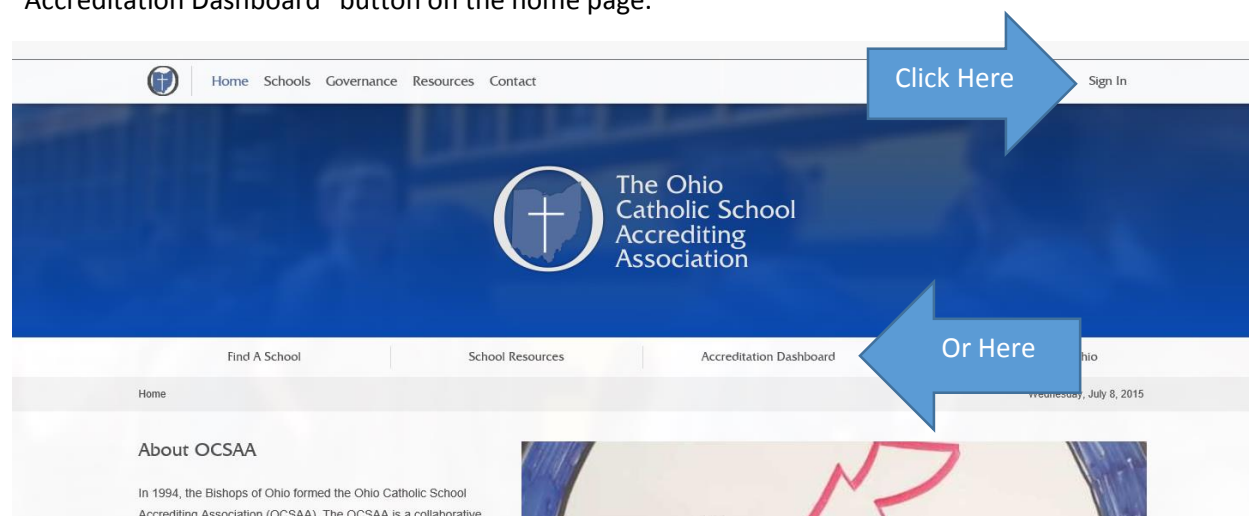 Accreditation Dashboard" button on the home page.
Home Schools Governance Resources Contact
Click Here
Sign In
The Ohio
Catholic School
Accrediting
Association
Find A School
School Resources
Accreditation Dashboard
Or Here
Home
Wednesday, July 8, 2015
About OCSAA
In 1994, the Bishops of Ohio formed the Ohio Catholic School
Accrediting Association (OCSAA). The OCSAA is a collaborative